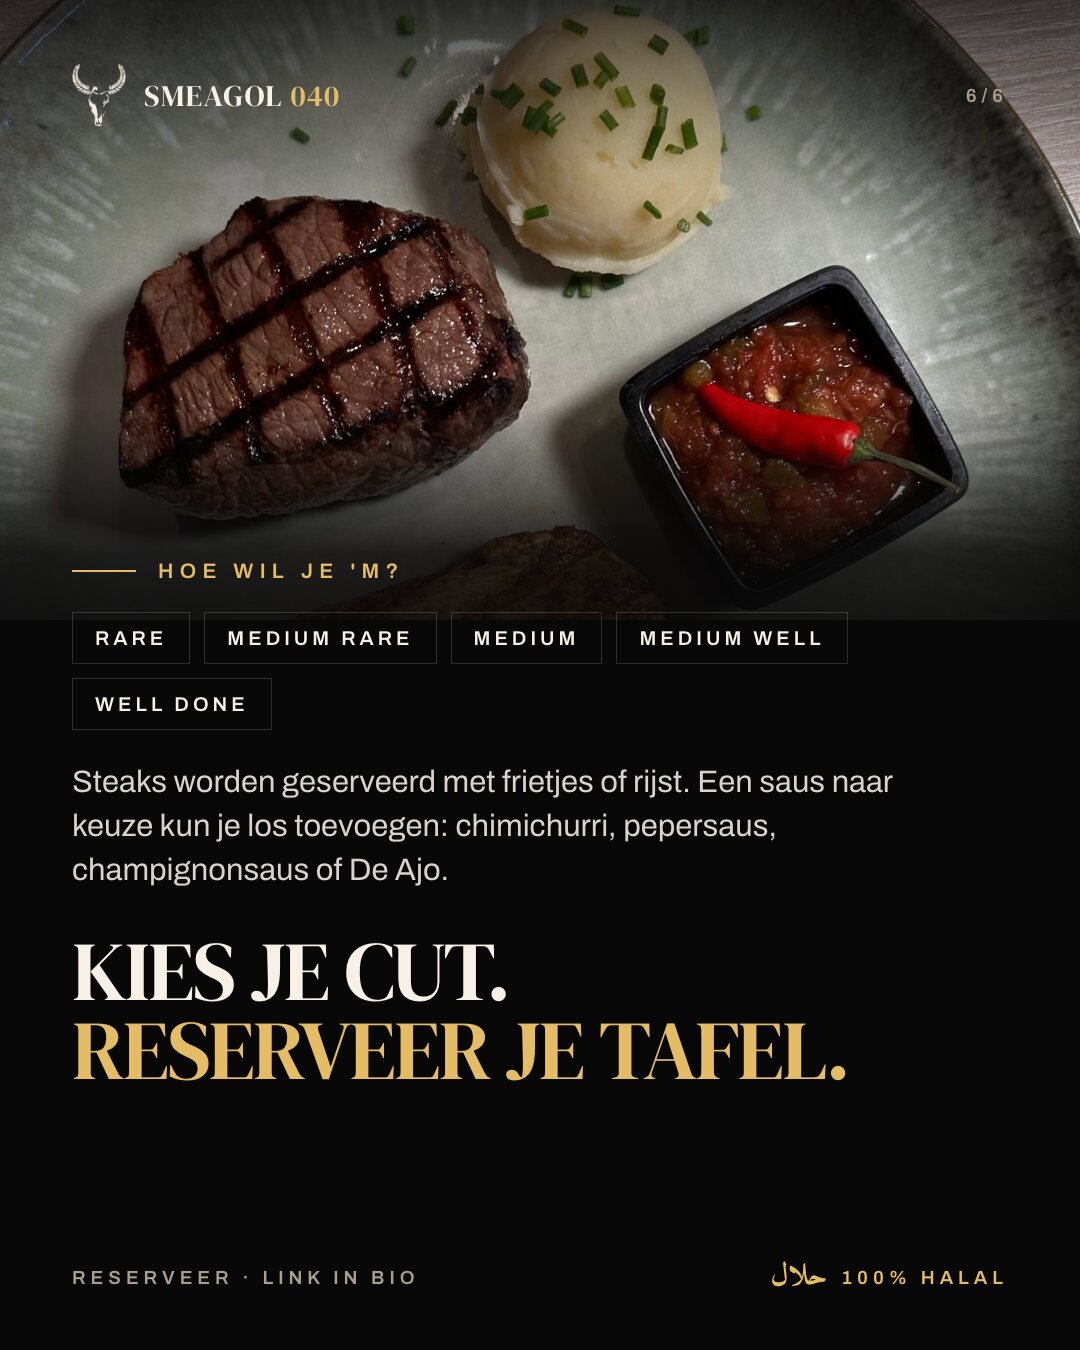 SMEAGOL 040
6/6
HOE WIL JE 'M?
RARE
MEDIUM RARE
MEDIUM
MEDIUM WELL
WELL DONE
Steaks worden geserveerd met frietjes of rijst. Een saus naar
keuze kun je los toevoegen: chimichurri, pepersaus,
champignonsaus of De Ajo.
KIES JE CUT.
RESERVEER JE TAFEL.
RESERVEER · LINK IN BIO
حلال 100% HALAL